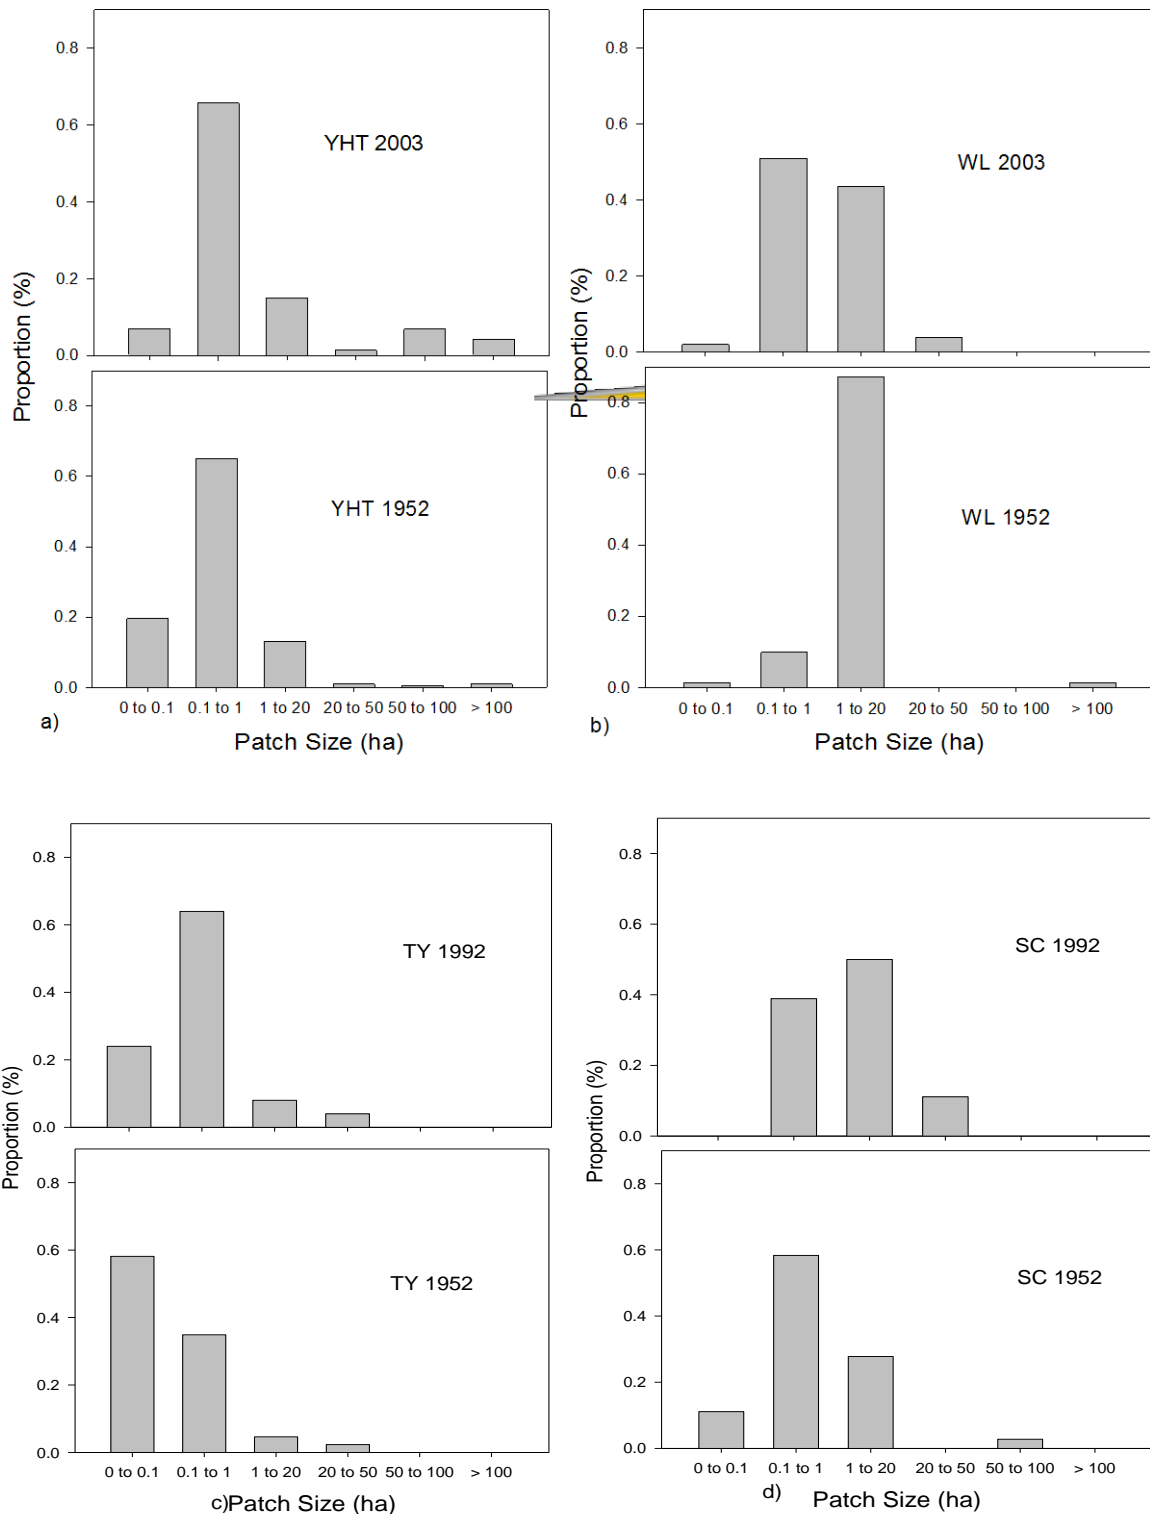 0.8
0.6
0.4
0.2
0.0
Proportion (%)
YHT 2003
0.8
0.6
0.4
0.2
0.0
YHT 1952
0 to 0.1 0.1 to 1 1 to 20 20 to 50 50 to 100 > 100
a)
Patch Size (ha)
0.8
0.6
0.4
0.2
0.0
Proportion (%)
WL 2003
0.8
0.6
0.4
0.2
0.0
WL 1952
0 to 0.1 0.1 to 1 1 to 20 20 to 50 50 to 100 > 100
b)
Patch Size (ha)
0.8
0.6
0.4
0.2
0.0
Proportion (%)
TY 1992
0.8
0.6
0.4
0.2
0.0
TY 1952
0 to 0.1 0.1 to 1 1 to 20 20 to 50 50 to 100 > 100
c)Patch Size (ha)
0.8
0.6
0.4
0.2
0.0
Proportion (%)
SC 1992
0.8
0.6
0.4
0.2
0.0
SC 1952
0 to 0.1 0.1 to 1 1 to 20 20 to 50 50 to 100 > 100
d)
Patch Size (ha)